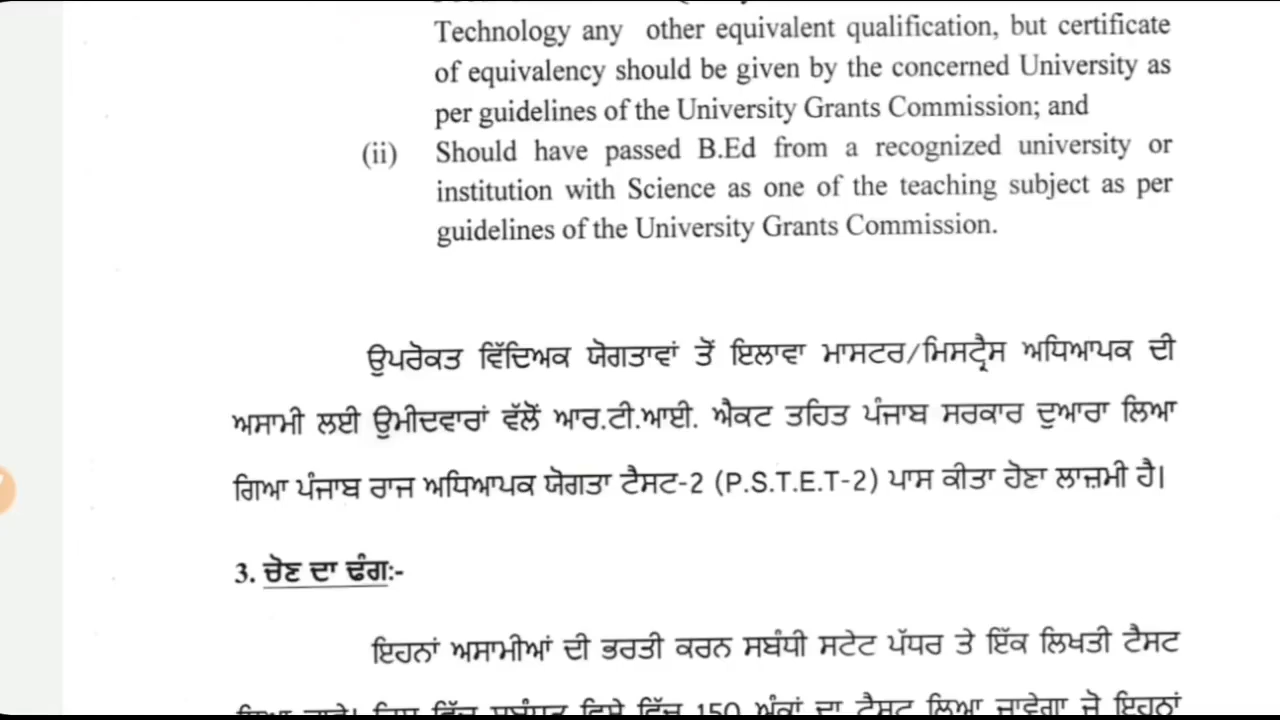 Technology any other equivalent qualification, but certificate
of equivalency should be given by the concerned University as
per guidelines of the University Grants Commission; and
(ii) Should have passed B.Ed from a recognized university or
institution with Science as one of the teaching subject as per
guidelines of the University Grants Commission.
ਉਪਰੋਕਤ ਵਿੱਦਿਅਕ ਯੋਗਤਾਵਾਂ ਤੋਂ ਇਲਾਵਾ ਮਾਸਟਰ/ਮਿਸਟ੍ਰੈਸ ਅਧਿਆਪਕ ਦੀ
ਅਸਾਮੀ ਲਈ ਉਮੀਦਵਾਰਾਂ ਵੱਲੋਂ ਆਰ.ਟੀ.ਆਈ. ਐਕਟ ਤਹਿਤ ਪੰਜਾਬ ਸਰਕਾਰ ਦੁਆਰਾ ਲਿਆ
ਗਿਆ ਪੰਜਾਬ ਰਾਜ ਅਧਿਆਪਕ ਯੋਗਤਾ ਟੈਸਟ-2 (P.S.T.E.T-2) ਪਾਸ ਕੀਤਾ ਹੋਣਾ ਲਾਜ਼ਮੀ ਹੈ।
3. ਚੋਣ ਦਾ ਢੰਗ:-
ਇਹਨਾਂ ਅਸਾਮੀਆਂ ਦੀ ਭਰਤੀ ਕਰਨ ਸਬੰਧੀ ਸਟੇਟ ਪੱਧਰ ਤੇ ਇੱਕ ਲਿਖਤੀ ਟੈਸਟ
ਵਿੱਚ 150 ਅੰਕਾਂ ਦਾ ਟੈਸਟ ਲਿਆ ਜਾਵੇਗਾ ਜੋ ਇਹਨਾਂ